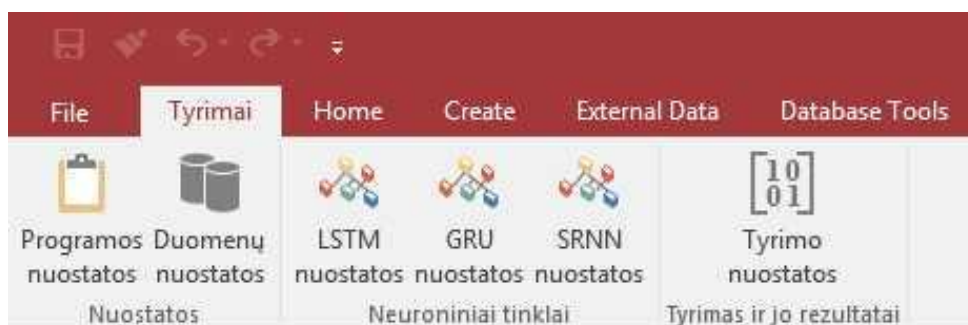 File Tyrimai Home Create External Data Database Tools
Programos Duomenų LSTM GRU SRNN Tyrimo
nuostatos nuostatos nuostatos nuostatos nuostatos nuostatos
Nuostatos Neuroniniai tinklai Tyrimas ir jo rezultatai